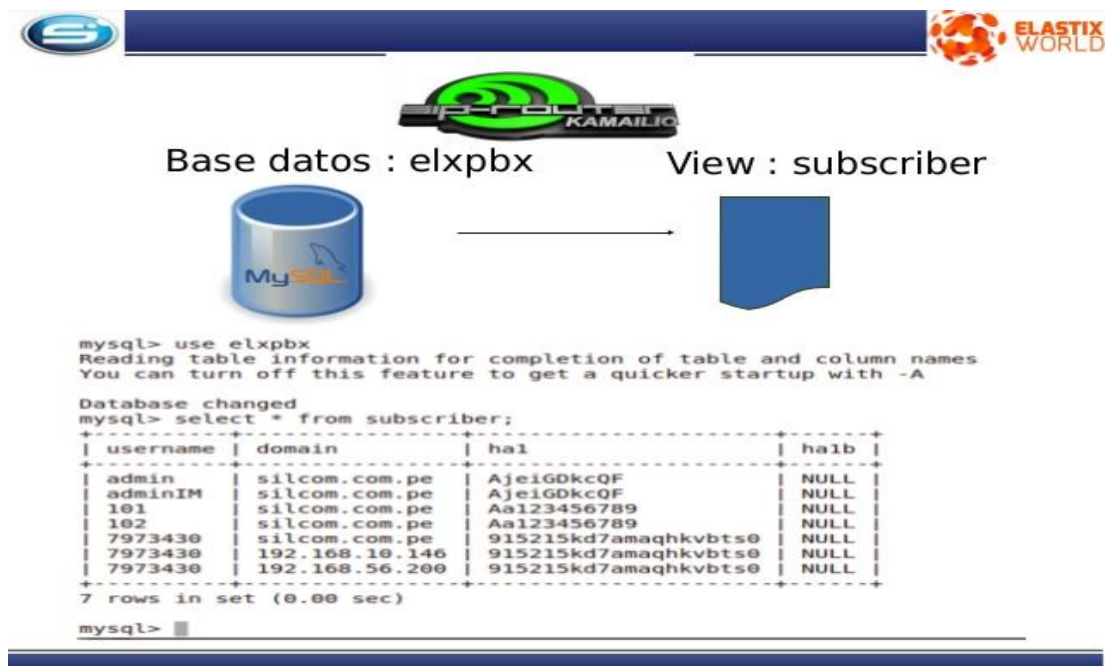 ELASTIX
WORLD
sip-router
KAMAILIO
Base datos : elxpbx
View : subscriber
MySQL
mysql> use elxpbx
Reading table information for completion of table and column names
You can turn off this feature to get a quicker startup with -A
Database changed
mysql> select * from subscriber;
| username | domain | ha1 | ha1b |
| admin | silcom.com.pe | AjeiGDkcQF | NULL |
| adminIM | silcom.com.pe | AjeiGDkcQF | NULL |
| 101 | silcom.com.pe | Aa123456789 | NULL |
| 102 | silcom.com.pe | Aa123456789 | NULL |
| 7973430 | silcom.com.pe | 915215kd7amaqhkvbts0 | NULL |
| 7973430 | 192.168.10.146 | 915215kd7amaqhkvbts0 | NULL |
| 7973430 | 192.168.56.200 | 915215kd7amaqhkvbts0 | NULL |
7 rows in set (0.00 sec)
mysql>